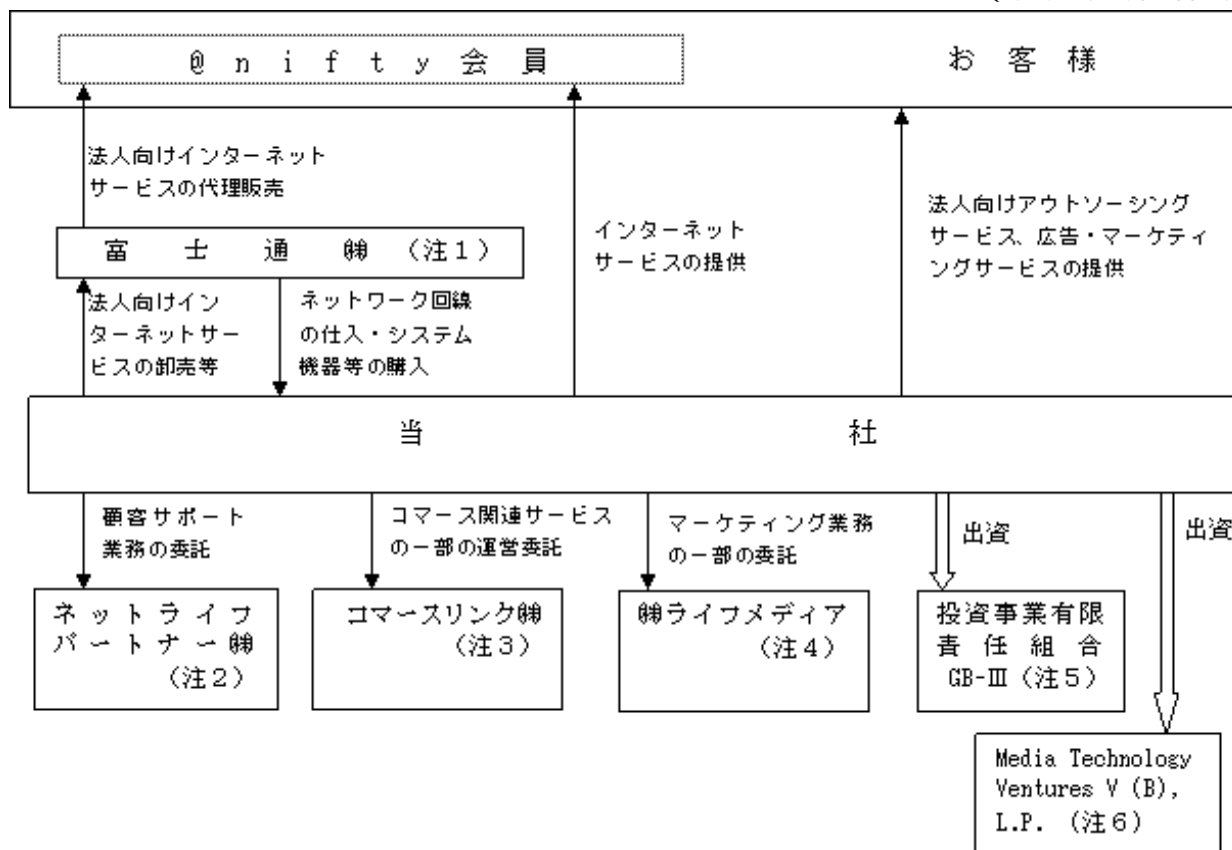 @nifty会員
お客様
法人向けインターネット
サービスの代理販売
富士通㈱（注１）
インターネット
サービスの提供
法人向けアウトソーシング
サービス、広告・マーケティ
ングサービスの提供
法人向けイン
ターネットサー
ビスの卸売等
ネットワーク回線
の仕入・システム
機器等の購入
当社
顧客サポート
業務の委託
コマース関連サービス
の一部の運営委託
マーケティング業務
の一部の委託
出資
出資
ネットライフ
パートナー㈱
（注２）
コマースリンク㈱
（注３）
㈱ライフメディア
（注４）
投資事業有限
責任組合
GB-Ⅲ（注５）
Media Technology
Ventures V (B),
L.P. （注６）